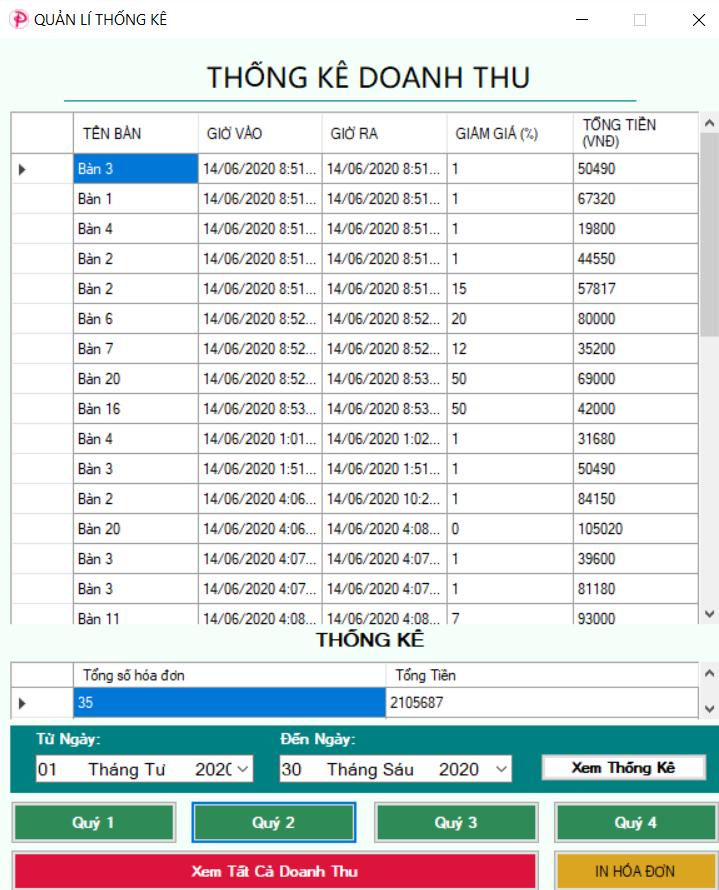 QUẢN LÍ THỐNG KÊ
THỐNG KÊ DOANH THU
TÊN BÀN GIỜ VÀO GIỜ RA GIẢM GIÁ (%) TỔNG TIỀN (VNĐ)
Bàn 3 14/06/2020 8:51... 14/06/2020 8:51... 1 50490
Bàn 1 14/06/2020 8:51... 14/06/2020 8:51... 1 67320
Bàn 4 14/06/2020 8:51... 14/06/2020 8:51... 1 19800
Bàn 2 14/06/2020 8:51... 14/06/2020 8:51... 1 44550
Bàn 2 14/06/2020 8:51... 14/06/2020 8:51... 15 57817
Bàn 6 14/06/2020 8:52... 14/06/2020 8:52... 20 80000
Bàn 7 14/06/2020 8:52... 14/06/2020 8:52... 12 35200
Bàn 20 14/06/2020 8:52... 14/06/2020 8:53... 50 69000
Bàn 16 14/06/2020 8:53... 14/06/2020 8:53... 50 42000
Bàn 4 14/06/2020 1:01... 14/06/2020 1:02... 1 31680
Bàn 3 14/06/2020 1:51... 14/06/2020 1:51... 1 50490
Bàn 2 14/06/2020 4:06... 14/06/2020 10:2... 1 84150
Bàn 20 14/06/2020 4:06... 14/06/2020 4:08... 0 105020
Bàn 3 14/06/2020 4:07... 14/06/2020 4:07... 1 39600
Bàn 3 14/06/2020 4:07... 14/06/2020 4:07... 1 81180
Bàn 11 14/06/2020 4:08... 14/06/2020 4:08... 7 93000
THỐNG KÊ
Tổng số hóa đơn Tổng Tiền
35 2105687
Từ Ngày: Đến Ngày:
01 Tháng Tư 2020 30 Tháng Sáu 2020 Xem Thống Kê
Quý 1 Quý 2 Quý 3 Quý 4
Xem Tất Cả Doanh Thu IN HÓA ĐƠN